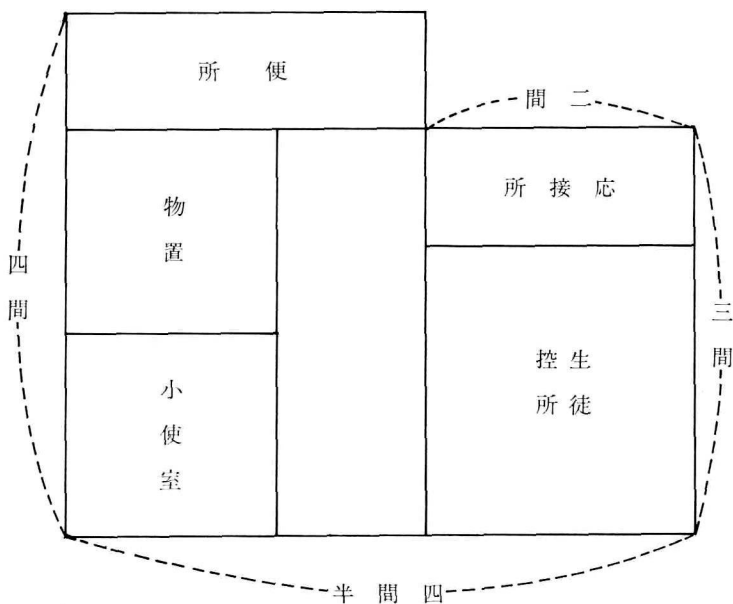 便所
二間
応接所
物置
四間
三間
生徒
控所
小使室
四間半